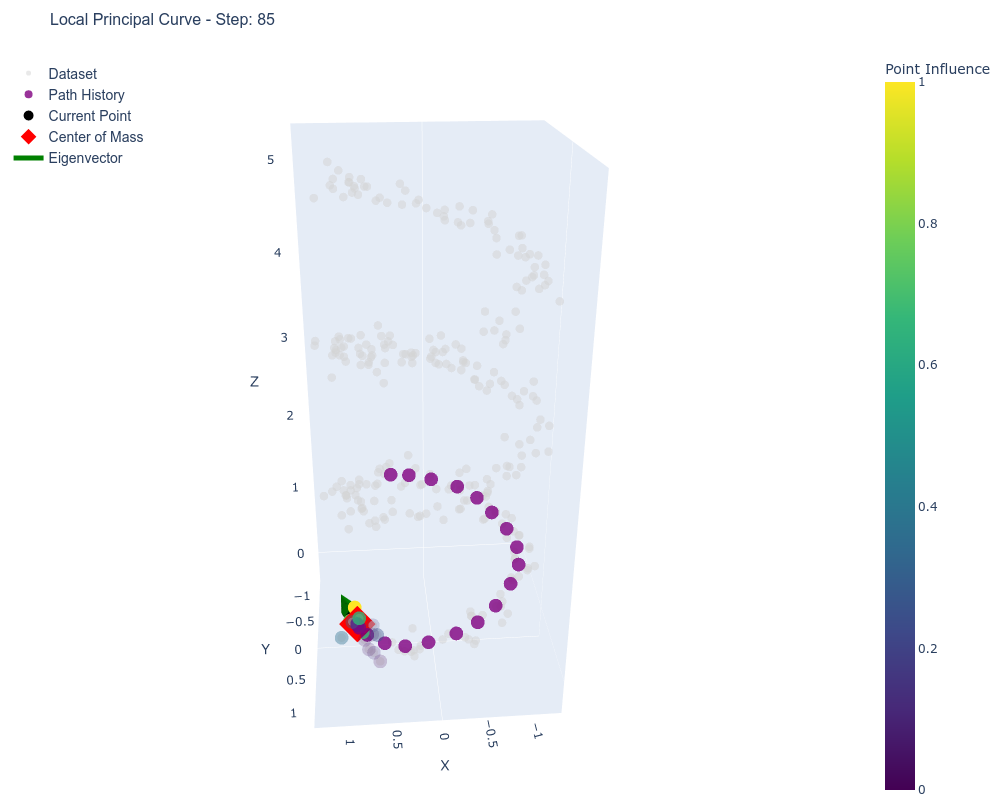 Local Principal Curve - Step: 85
Dataset
Path History
Current Point
Center of Mass
Eigenvector
Point Influence
1
0.8
0.6
0.4
0.2
0
5
4
3
2
1
0
Z
−1
−0.5
0
0.5
1
Y
1
0.5
0
−0.5
−1
X